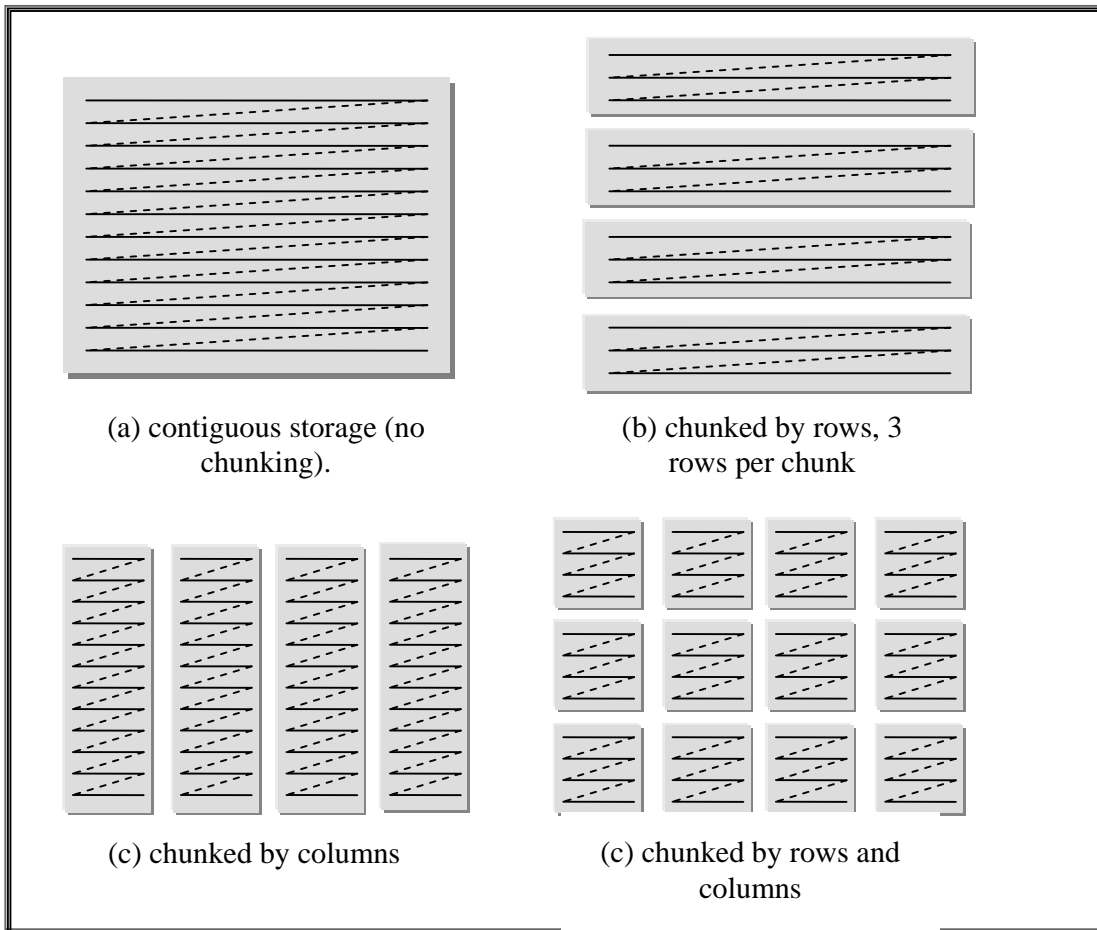 (a) contiguous storage (no
chunking).
(b) chunked by rows, 3
rows per chunk
(c) chunked by columns
(c) chunked by rows and
columns